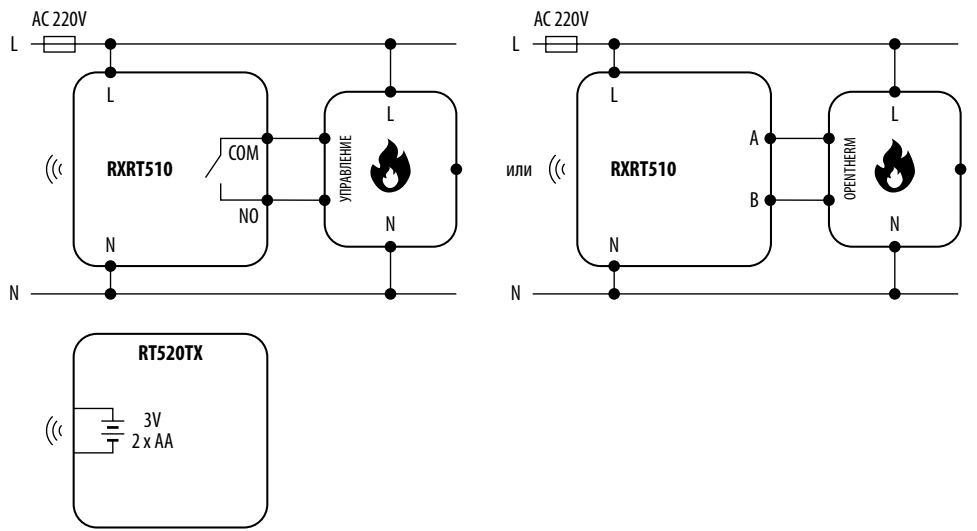 AC 220V
L
L
RXRT510
COM
NO
N
УПРАВЛЕНИЕ
L
N
N
или
AC 220V
L
L
RXRT510
A
B
N
OPENTHERM
L
N
N
RT520TX
3V
2 x AA